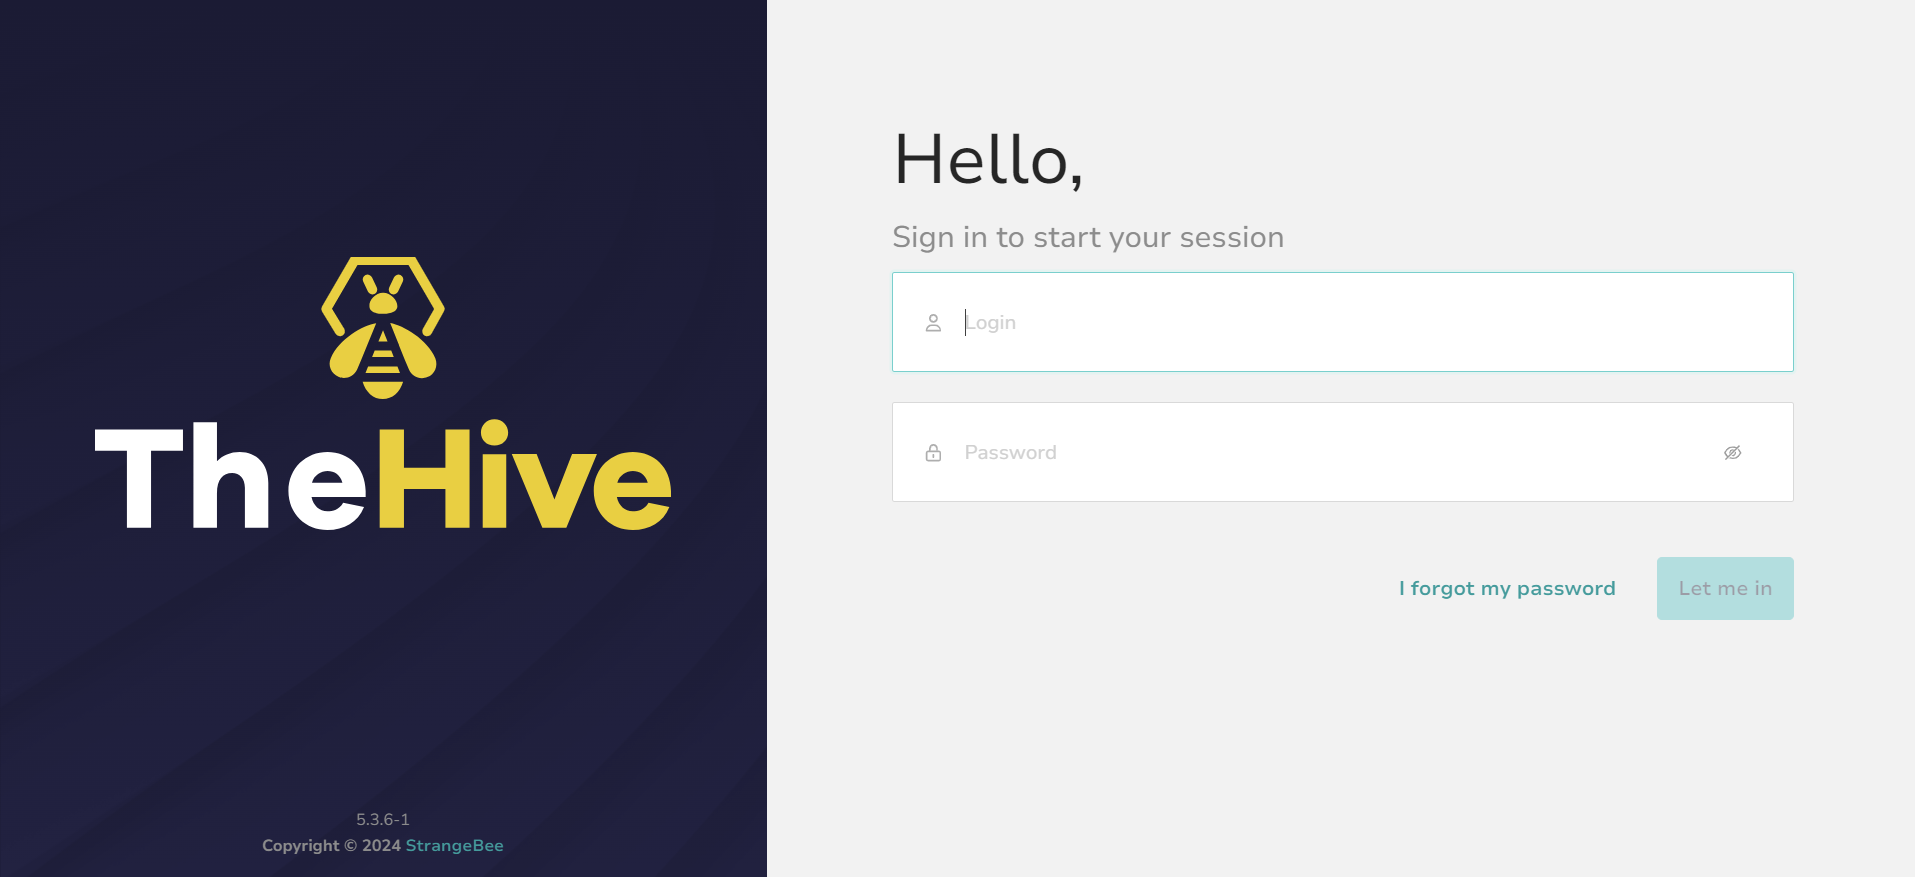 TheHive
5.3.6-1
Copyright © 2024 StrangeBee
Hello,
Sign in to start your session
Login
Password
I forgot my password
Let me in